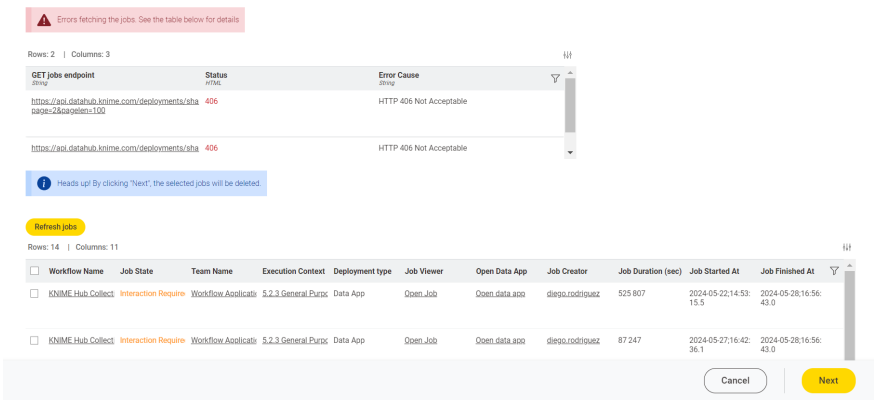 Errors fetching the jobs. See the table below for details
Rows: 2 | Columns: 3
GET jobs endpoint Status Error Cause
String HTML String
https://api.datahub.knime.com/deployments/sha 406 HTTP 406 Not Acceptable
page=2&pagelen=100
https://api.datahub.knime.com/deployments/sha 406 HTTP 406 Not Acceptable
Heads up! By clicking "Next", the selected jobs will be deleted.
Refresh jobs
Rows: 14 | Columns: 11
Workflow Name Job State Team Name Execution Context Deployment type Job Viewer Open Data App Job Creator Job Duration (sec) Job Started At Job Finished At
KNIME Hub Collect Interaction Require Workflow Applicati 5.2.3 General Purpo Data App Open Job Open data app diego.rodriguez 525 807 2024-05-22;14:53: 2024-05-28;16:56:
15.5 43.0
KNIME Hub Collect Interaction Require Workflow Applicati 5.2.3 General Purpo Data App Open Job Open data app diego.rodriguez 87 247 2024-05-27;16:42: 2024-05-28;16:56:
36.1 43.0
Cancel Next